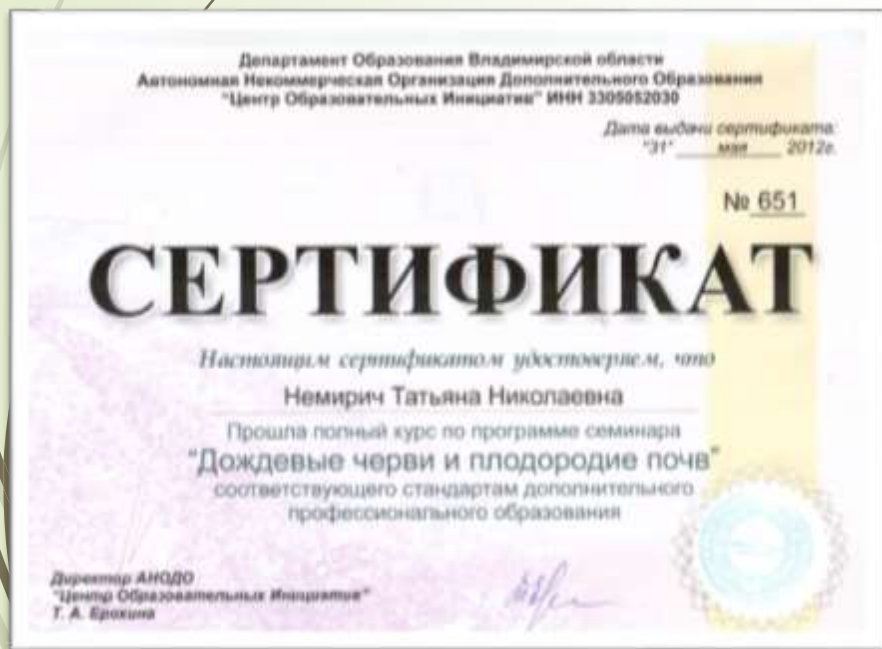 Департамент Образования Владимирской области
Автономная Некоммерческая Организация Дополнительного Образования
"Центр Образовательных Инициатив" ИНН 3305052030
Дата выдачи сертификата:
"31" мая 2012г.
№ 651
СЕРТИФИКАТ
Настоящим сертификатом удостоверяем, что
Немирич Татьяна Николаевна
Прошла полный курс по программе семинара
"Дождевые черви и плодородие почв"
соответствующего стандартам дополнительного
профессионального образования
Директор АНОДО
"Центр Образовательных Инициатив"
Т. А. Ерохина